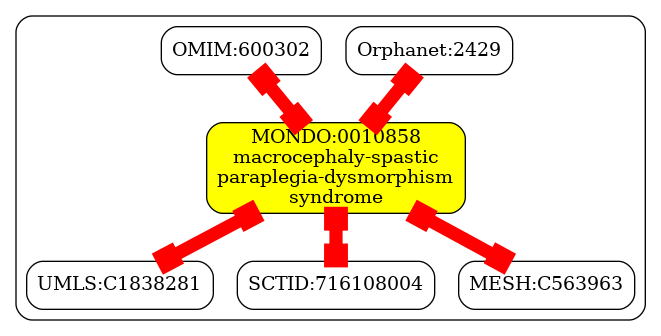 OMIM:600302
Orphanet:2429
MONDO:0010858
macrocephaly-spastic
paraplegia-dysmorphism
syndrome
UMLS:C1838281
SCTID:716108004
MESH:C563963